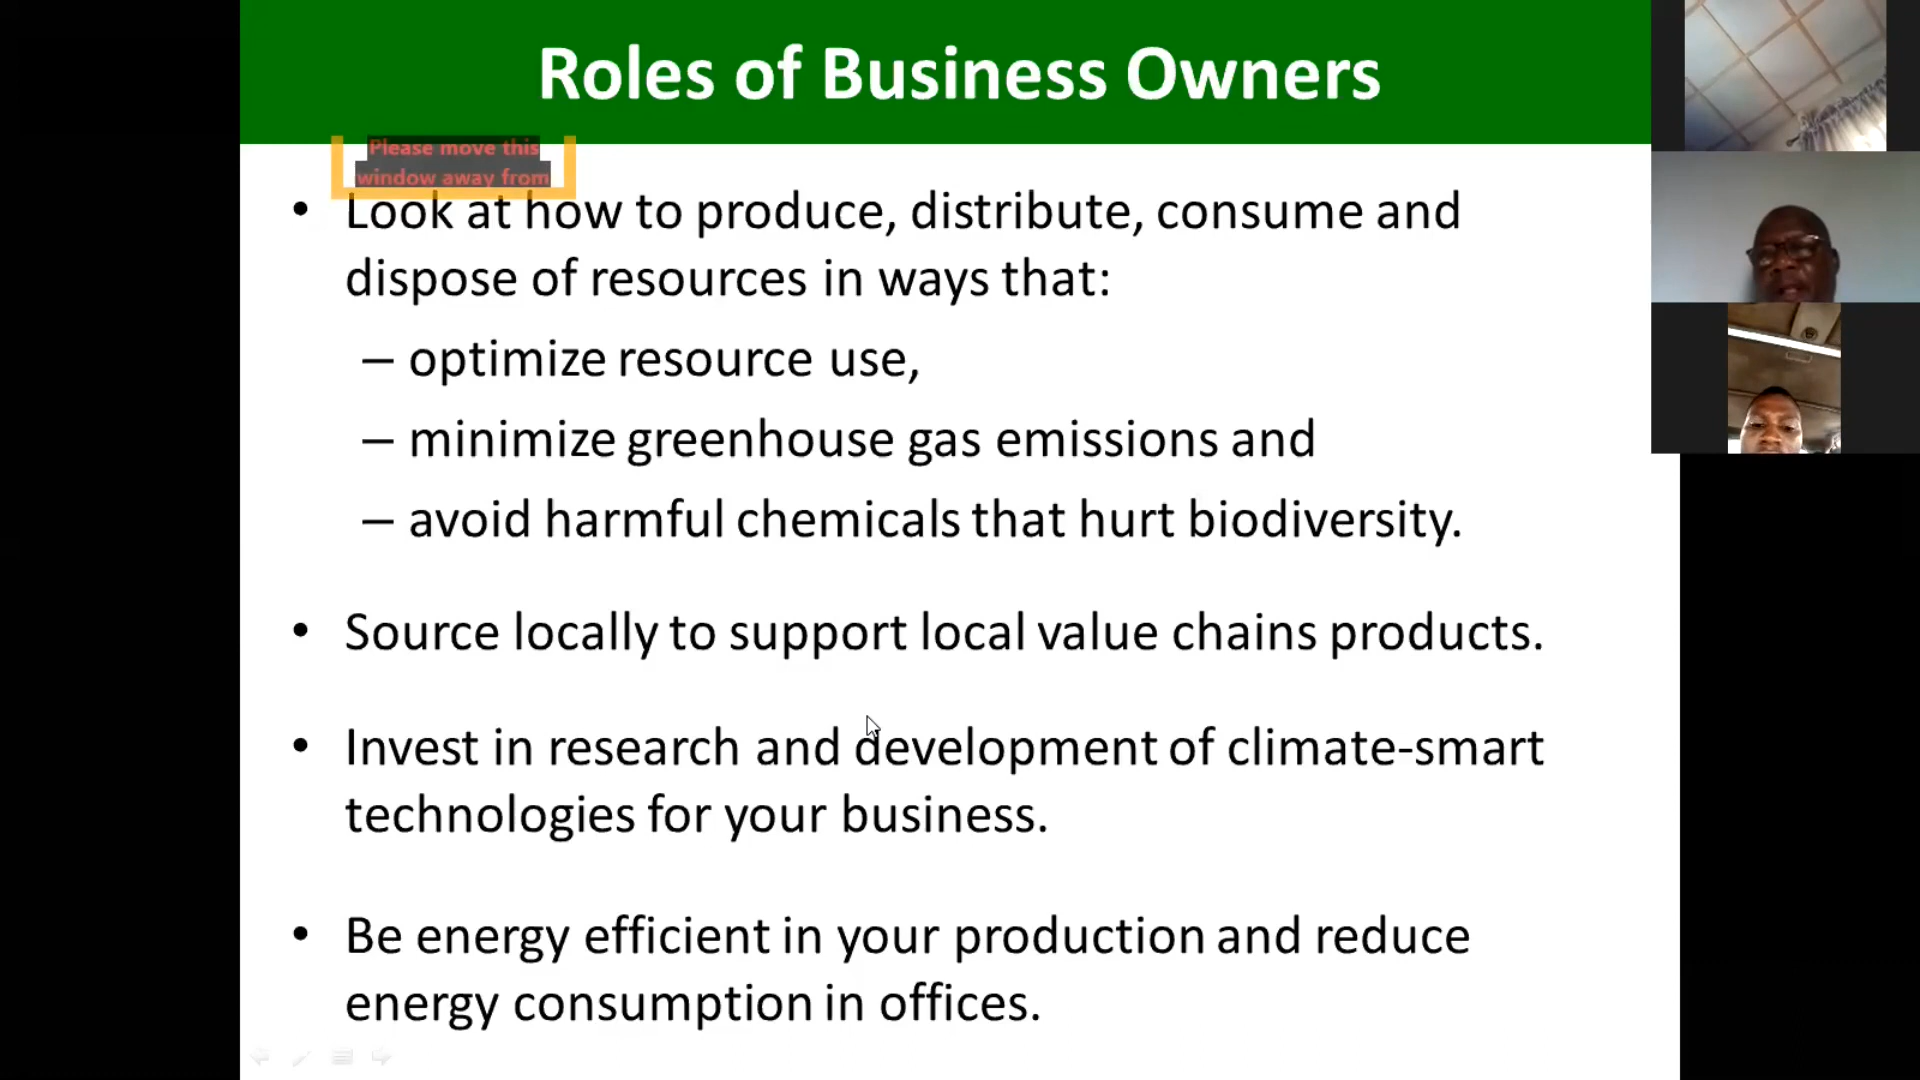 Roles of Business Owners
Please move this
window away from
• Look at how to produce, distribute, consume and
dispose of resources in ways that:
– optimize resource use,
– minimize greenhouse gas emissions and
– avoid harmful chemicals that hurt biodiversity.
• Source locally to support local value chains products.
• Invest in research and development of climate-smart
technologies for your business.
• Be energy efficient in your production and reduce
energy consumption in offices.